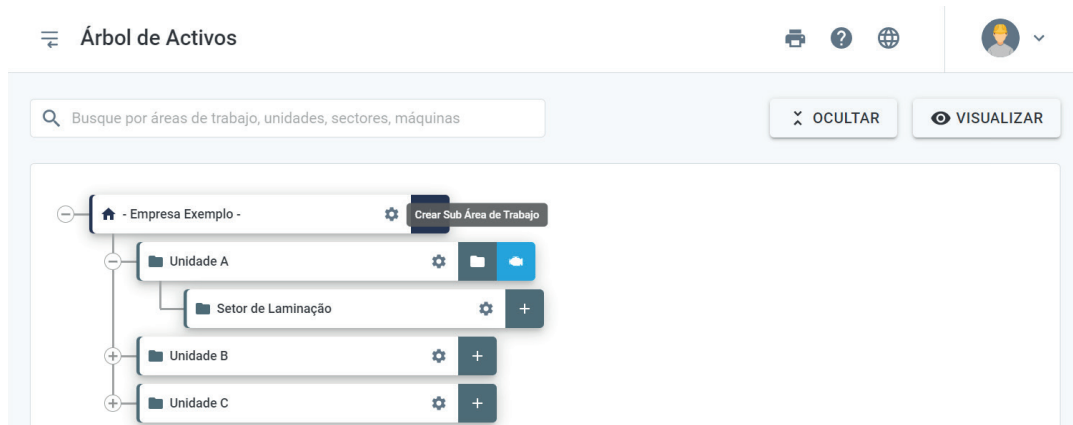 Árbol de Activos
Busque por áreas de trabajo, unidades, sectores, máquinas
OCULTAR
VISUALIZAR
- Empresa Exemplo -
Crear Sub Área de Trabajo
Unidade A
Setor de Laminação
Unidade B
Unidade C